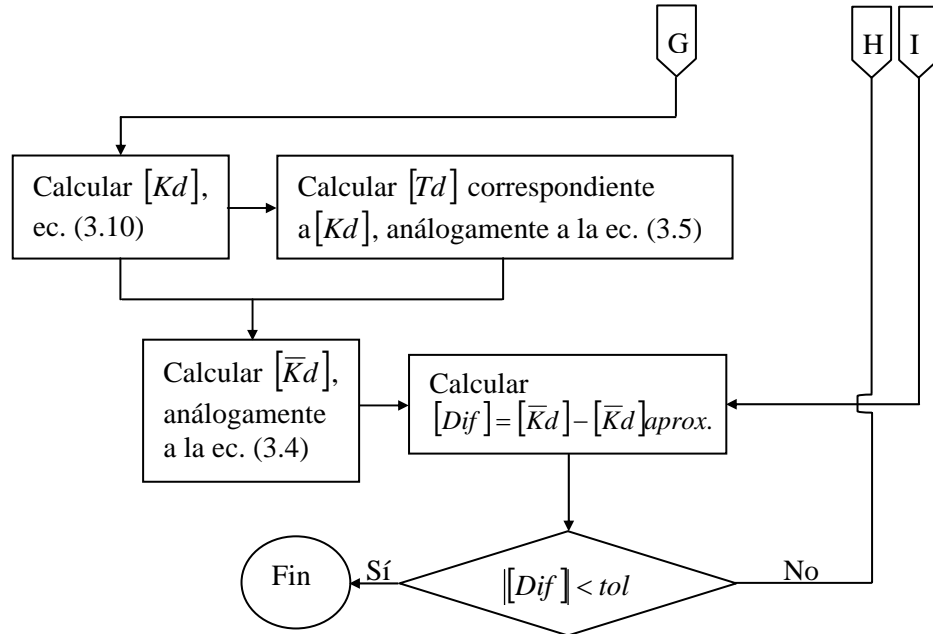 G
H
I
Calcular [Kd],
ec. (3.10)
Calcular [Td] correspondiente
a [Kd], análogamente a la ec. (3.5)
Calcular [K̅d],
análogamente
a la ec. (3.4)
Calcular
[Dif] = [K̅d] − [K̅d]aprox.
Fin
Sí
|[Dif]| < tol
No